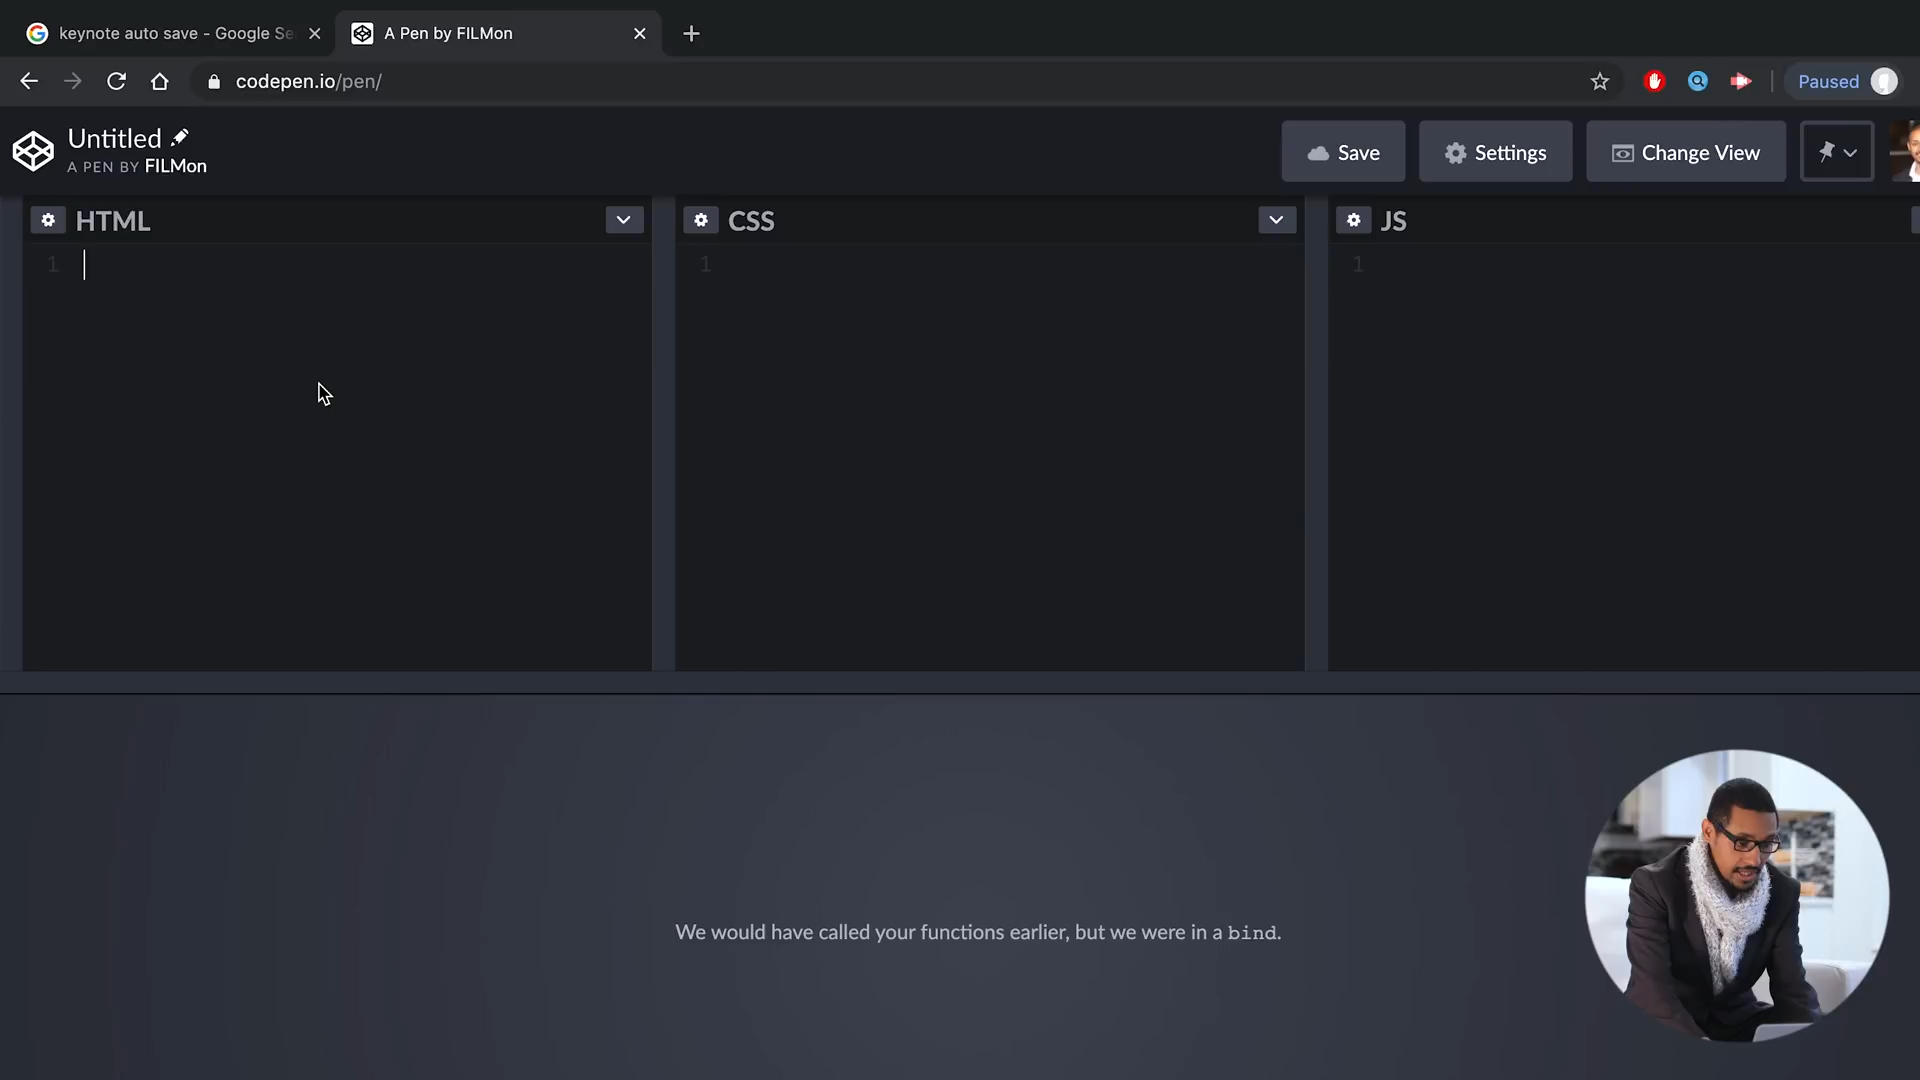 keynote auto save - Google Se
A Pen by FILMon
codepen.io/pen/
Paused
Untitled
A PEN BY FILMon
Save
Settings
Change View
HTML
CSS
JS
1
1
1
We would have called your functions earlier, but we were in a bind.